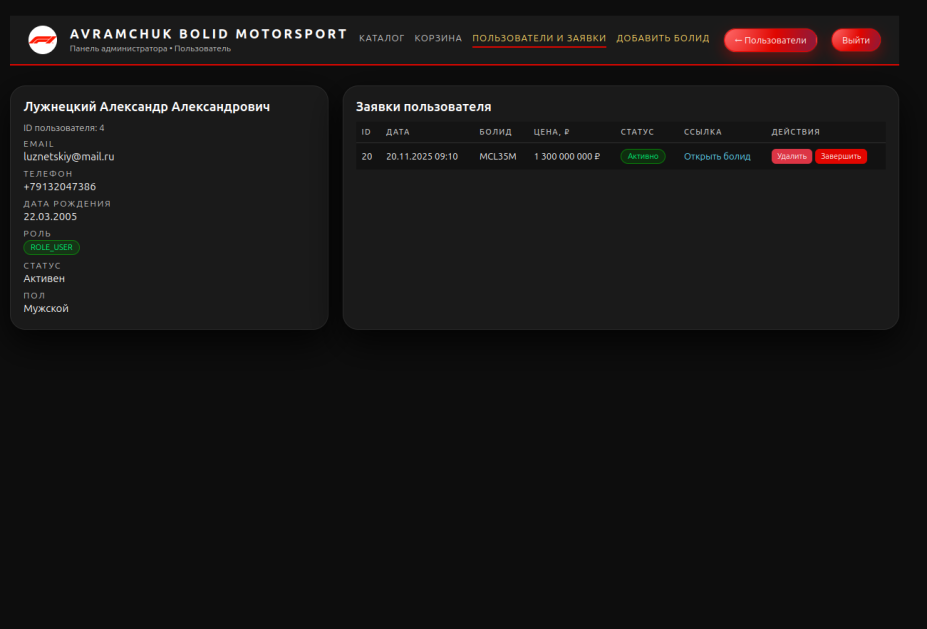 AVRAMCHUK BOLID MOTORSPORT
Панель администратора • Пользователь
КАТАЛОГ КОРЗИНА ПОЛЬЗОВАТЕЛИ И ЗАЯВКИ ДОБАВИТЬ БОЛИД ← Пользователи Выйти
Лужнецкий Александр Александрович
ID пользователя: 4
EMAIL
luznetskiy@mail.ru
ТЕЛЕФОН
+79132047386
ДАТА РОЖДЕНИЯ
22.03.2005
РОЛЬ
ROLE_USER
СТАТУС
Активен
ПОЛ
Мужской
Заявки пользователя
ID ДАТА БОЛИД ЦЕНА, ₽ СТАТУС ССЫЛКА ДЕЙСТВИЯ
20 20.11.2025 09:10 MCL35M 1 300 000 000 ₽ Активно Открыть болид Удалить Завершить